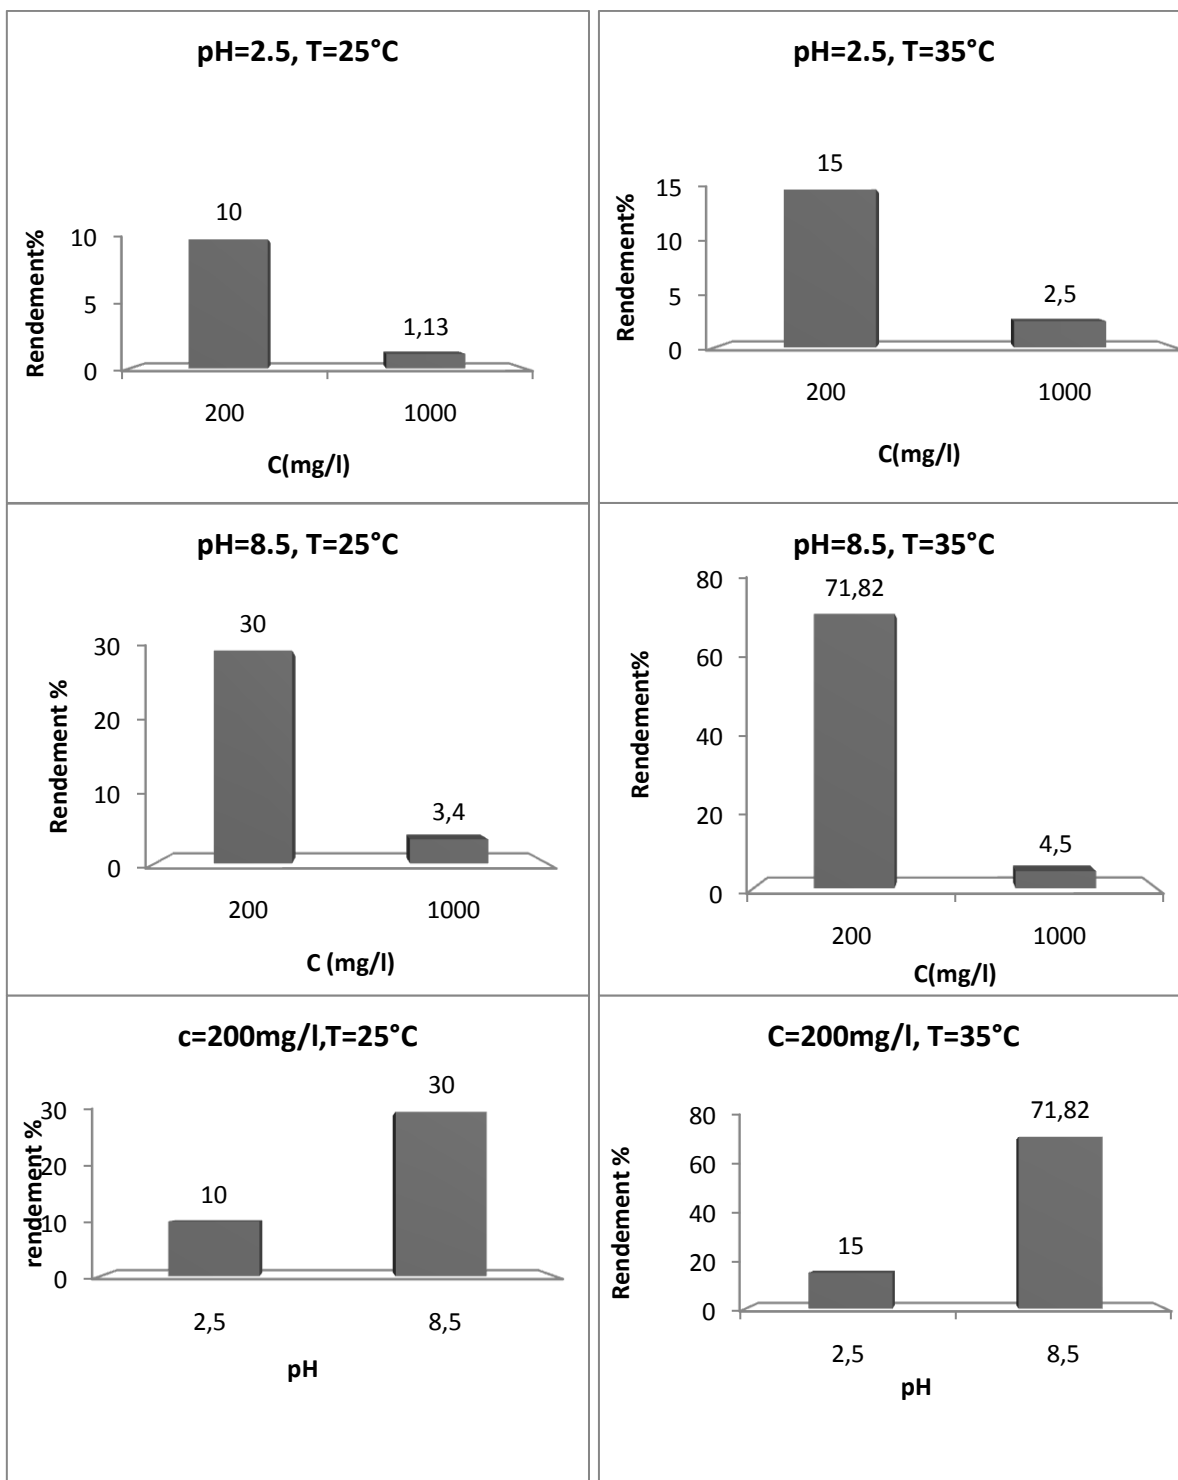 pH=2.5, T=25°C
Rendement%
10
5
0
10
1,13
200 1000
C(mg/l)
pH=2.5, T=35°C
Rendement%
15
10
5
0
15
2,5
200 1000
C(mg/l)
pH=8.5, T=25°C
Rendement %
30
20
10
0
30
3,4
200 1000
C (mg/l)
pH=8.5, T=35°C
Rendement%
80
60
40
20
0
71,82
4,5
200 1000
C(mg/l)
c=200mg/l,T=25°C
rendement %
30
20
10
0
10
30
2,5 8,5
pH
C=200mg/l, T=35°C
Rendement %
80
60
40
20
0
15
71,82
2,5 8,5
pH